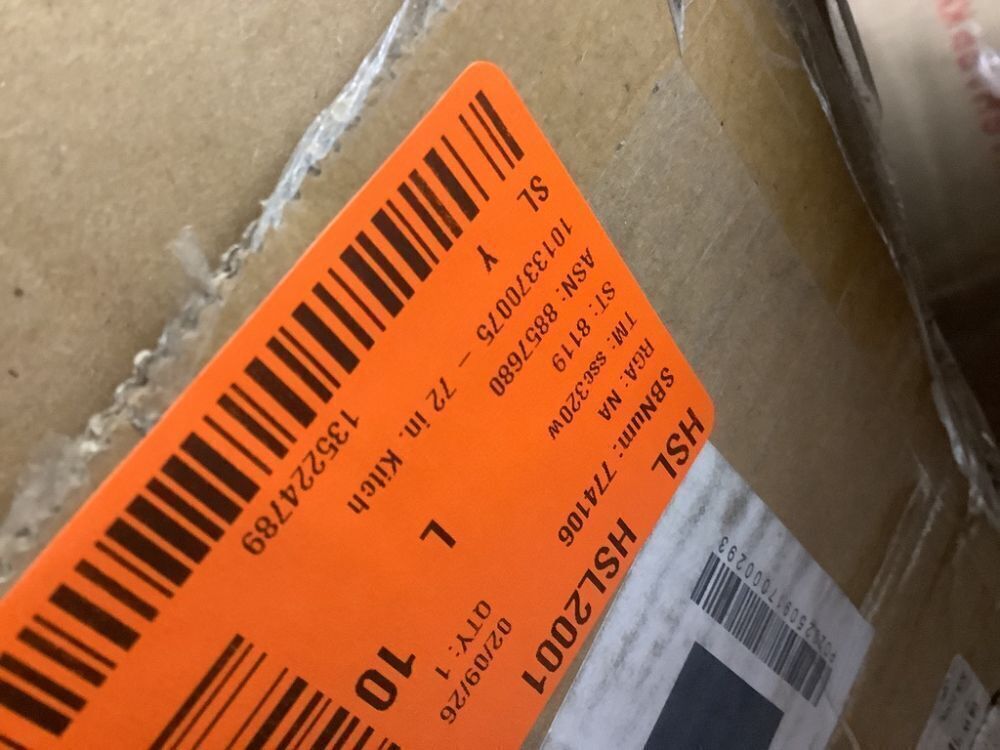 HSL HSL2001
SBNum: 774106
RGA: NA 02/09/26
TM: ssc320w QTY: 1
ST: 8119
ASN: 8857680 L 10
1013370075 – 72 in. Kitch
Y
SL 135224789